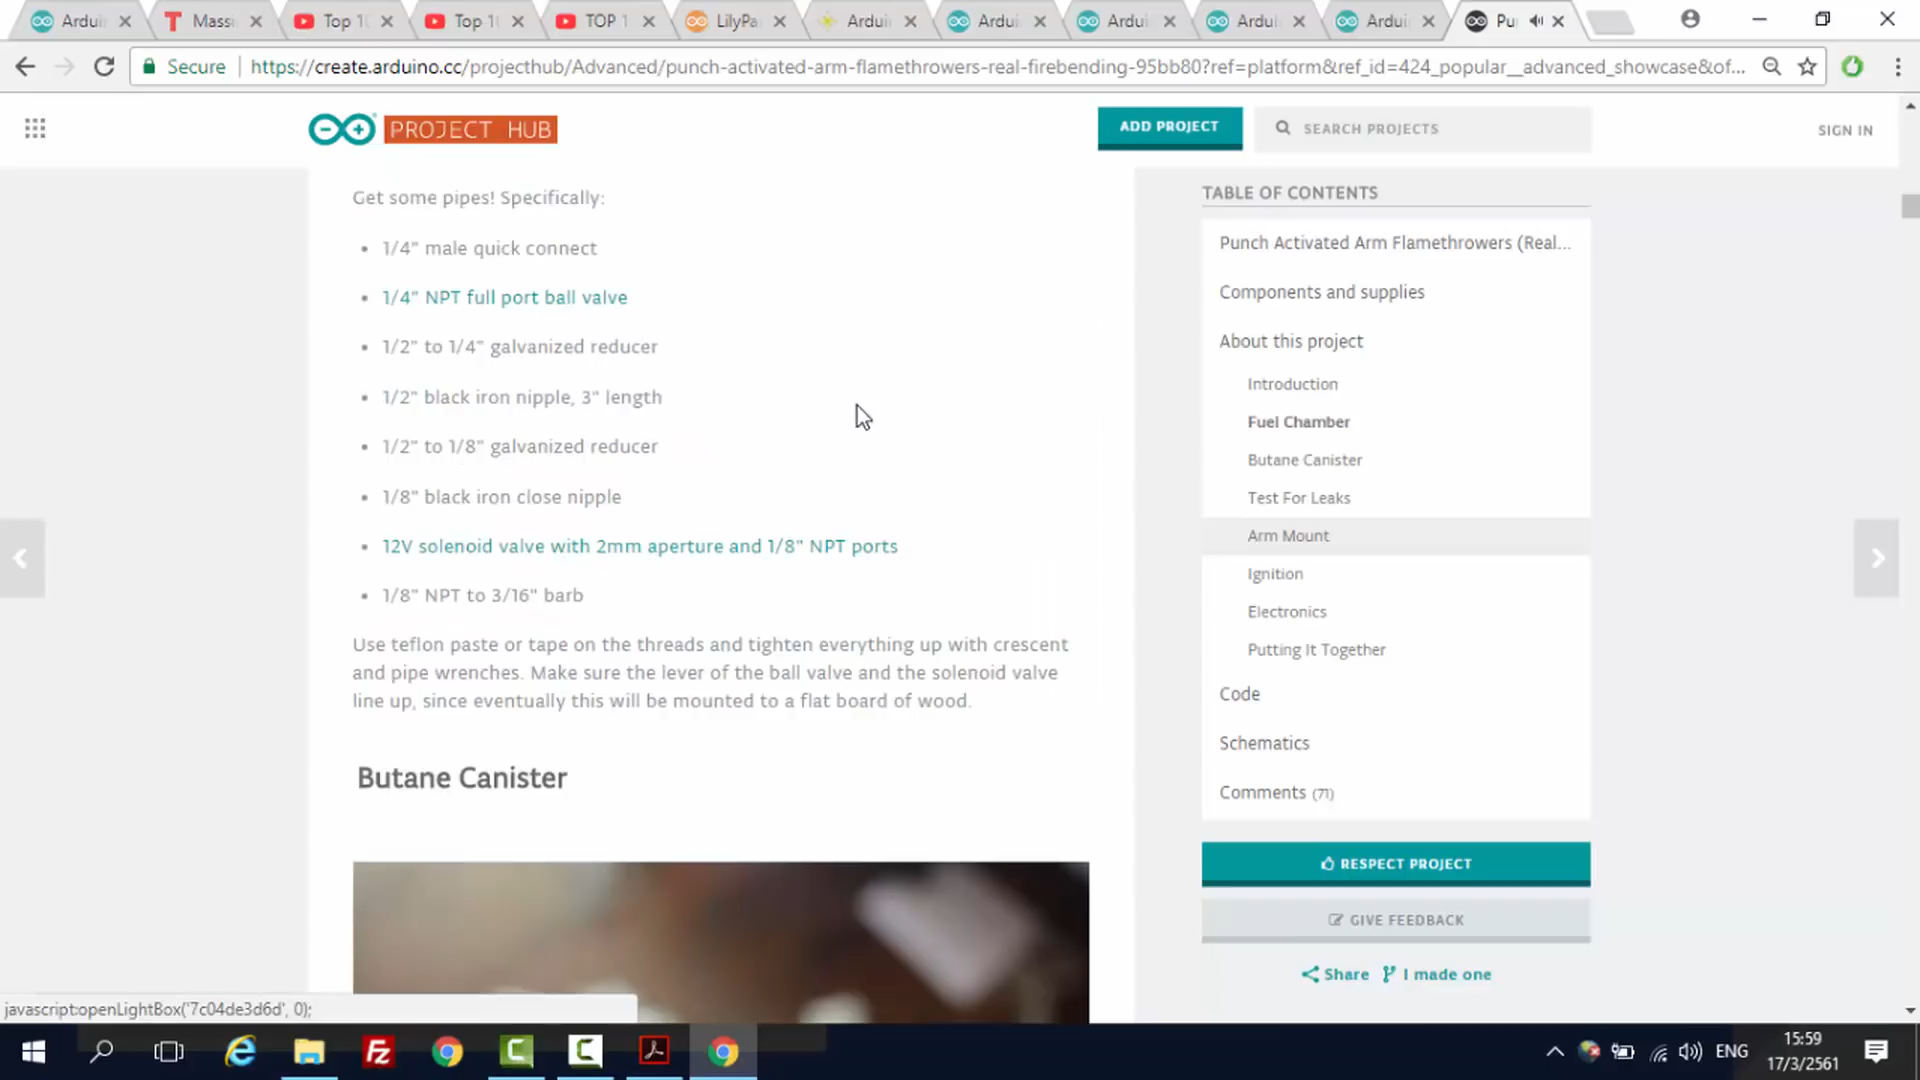 Ardui
Mass
Top 1
Top 1
TOP 1
LilyPa
Ardui
Ardui
Ardui
Ardui
Ardui
Pu
Secure
https://create.arduino.cc/projecthub/Advanced/punch-activated-arm-flamethrowers-real-firebending-95bb80?ref=platform&ref_id=424_popular__advanced_showcase&of...
PROJECT HUB
ADD PROJECT
SEARCH PROJECTS
SIGN IN
Get some pipes! Specifically:
1/4" male quick connect
1/4" NPT full port ball valve
1/2" to 1/4" galvanized reducer
1/2" black iron nipple, 3" length
1/2" to 1/8" galvanized reducer
1/8" black iron close nipple
12V solenoid valve with 2mm aperture and 1/8" NPT ports
1/8" NPT to 3/16" barb
Use teflon paste or tape on the threads and tighten everything up with crescent
and pipe wrenches. Make sure the lever of the ball valve and the solenoid valve
line up, since eventually this will be mounted to a flat board of wood.
Butane Canister
TABLE OF CONTENTS
Punch Activated Arm Flamethrowers (Real...
Components and supplies
About this project
Introduction
Fuel Chamber
Butane Canister
Test For Leaks
Arm Mount
Ignition
Electronics
Putting It Together
Code
Schematics
Comments (71)
RESPECT PROJECT
GIVE FEEDBACK
Share
I made one
javascript:openLightBox('7c04de3d6d', 0);
ENG
15:59
17/3/2561